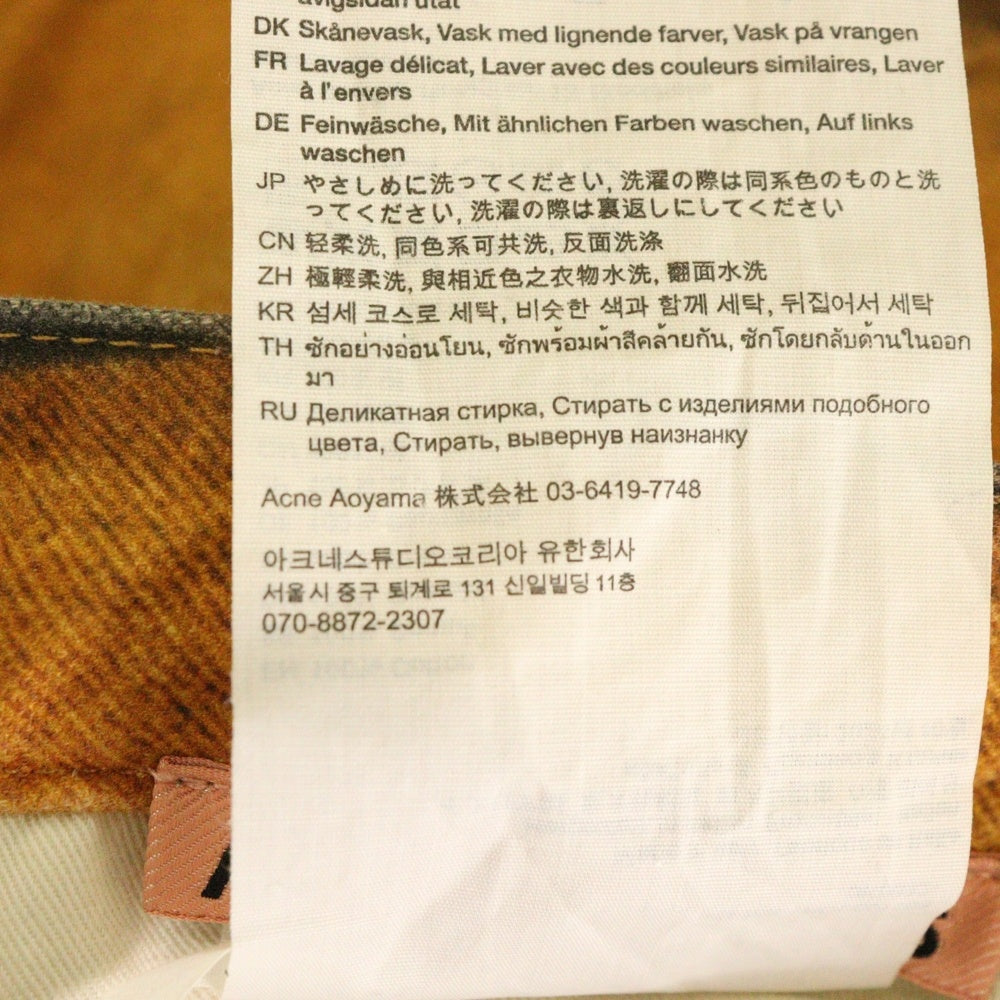 avigsidan utåt
DK Skånevask, Vask med lignende farver, Vask på vrangen
FR Lavage délicat, Laver avec des couleurs similaires, Laver
à l'envers
DE Feinwäsche, Mit ähnlichen Farben waschen, Auf links
waschen
JP やさしめに洗ってください, 洗濯の際は同系色のものと洗
ってください, 洗濯の際は裏返しにしてください
CN 轻柔洗, 同色系可共洗, 反面洗涤
ZH 極輕柔洗, 與相近色之衣物水洗, 翻面水洗
KR 섬세 코스로 세탁, 비슷한 색과 함께 세탁, 뒤집어서 세탁
TH ซักอย่างอ่อนโยน, ซักพร้อมผ้าสีคล้ายกัน, ซักโดยกลับด้านในออก
มา
RU Деликатная стирка, Стирать с изделиями подобного
цвета, Стирать, вывернув наизнанку
Acne Aoyama 株式会社 03-6419-7748
아크네스튜디오코리아 유한회사
서울시 중구 퇴계로 131 신일빌딩 11층
070-8872-2307